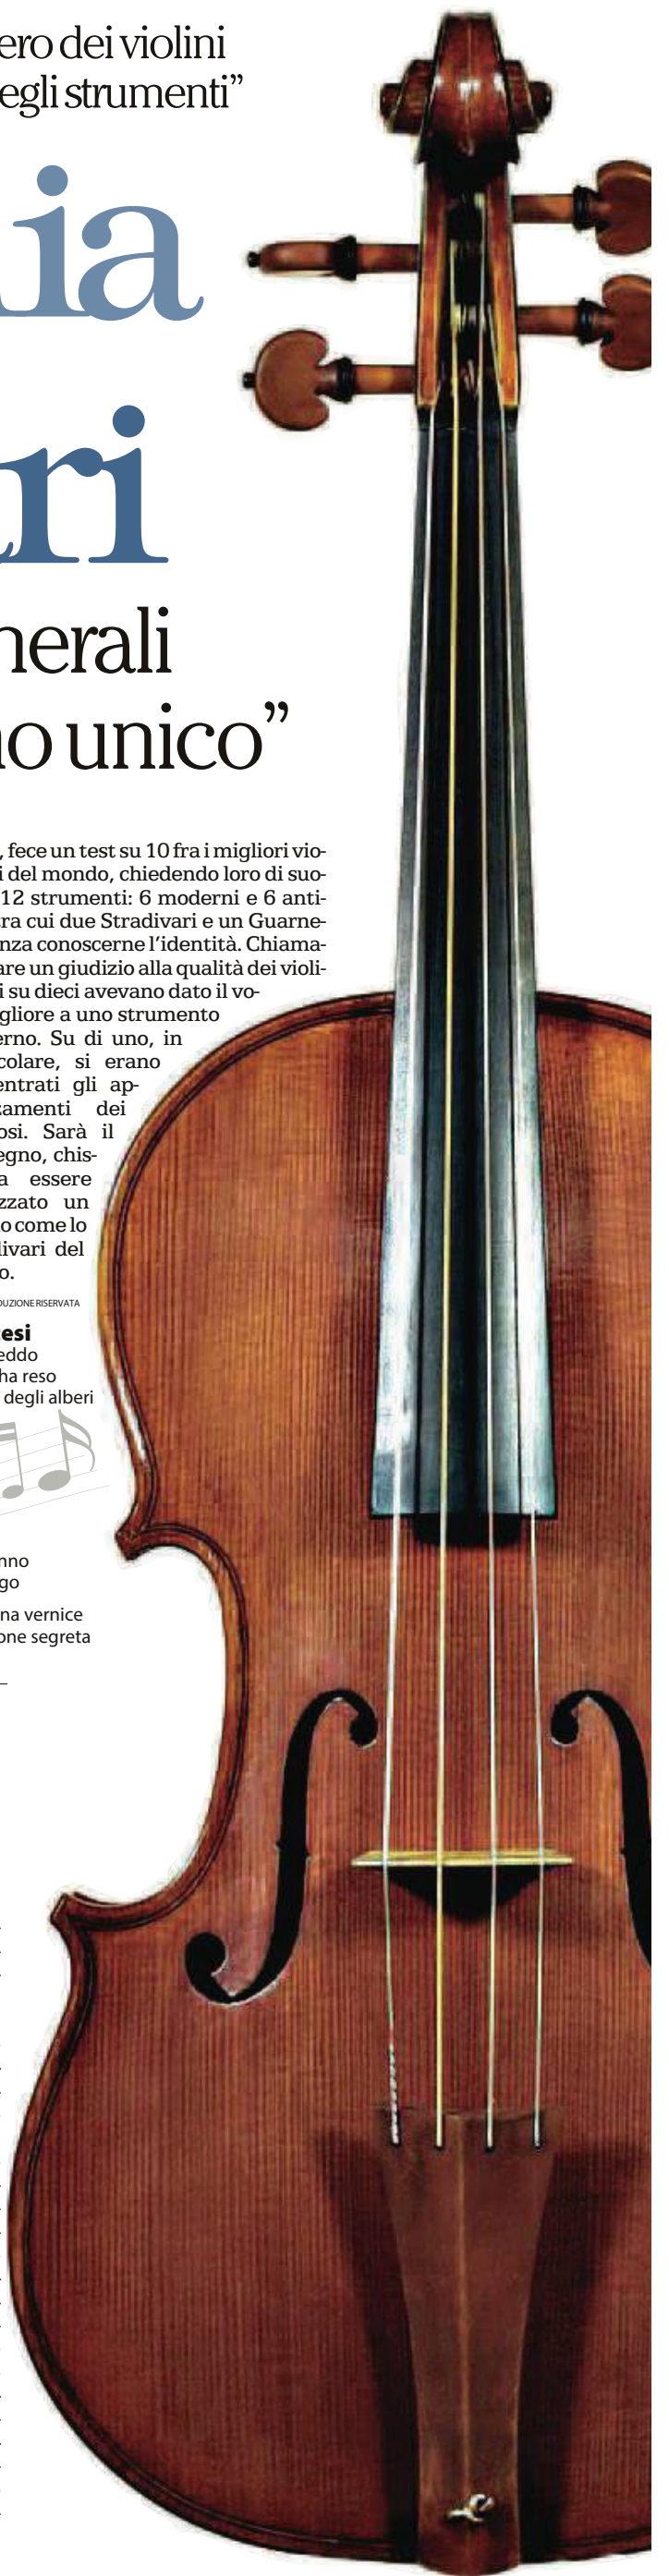 ero dei violini
egli strumenti”
ia
ri
nerali
no unico”
, fece un test su 10 fra i migliori vio-
i del mondo, chiedendo loro di suo-
12 strumenti: 6 moderni e 6 anti-
tra cui due Stradivari e un Guarne-
nza conoscerne l’identità. Chiama-
are un giudizio alla qualità dei violi-
i su dieci avevano dato il vo-
gliore a uno strumento
erno. Su di uno, in
colare, si erano
entrati gli ap-
zamenti dei
osi. Sarà il
egno, chis-
a essere
zzato un
o come lo
livari del
o.
DUZIONE RISERVATA
esi
eddo
ha reso
degli alberi
nno
go
na vernice
one segreta